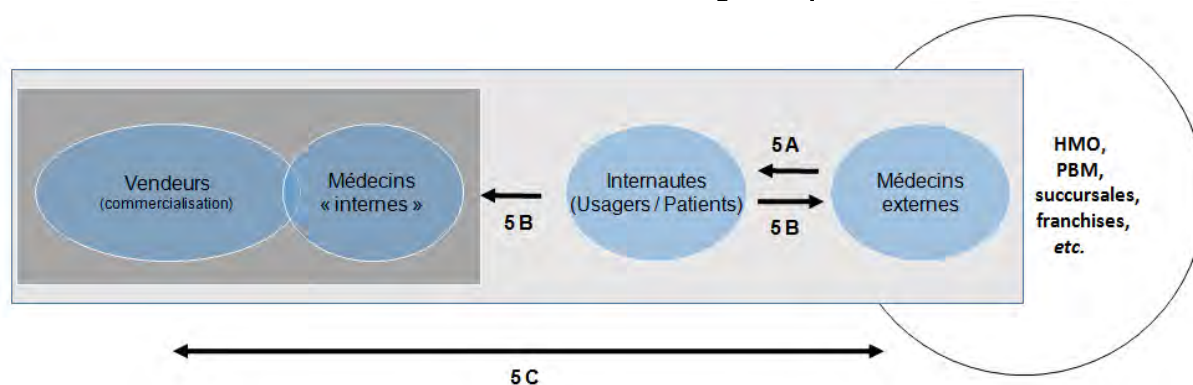 Vendeurs
(commercialisation)
Médecins
« internes »
5 B
Internautes
(Usagers / Patients)
5 A
5 B
Médecins
externes
HMO,
PBM,
succursales,
franchises,
etc.
5 C